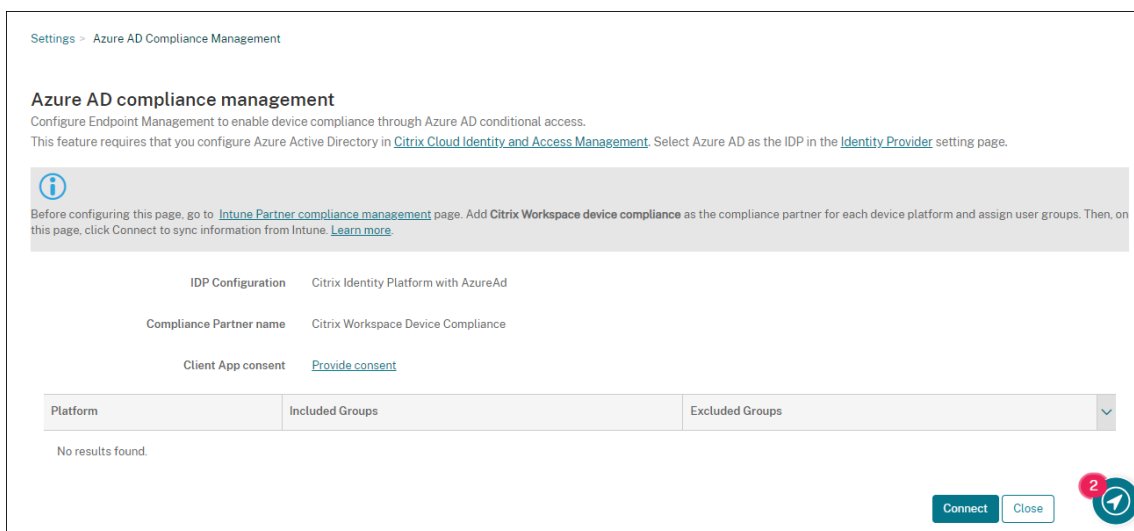 Settings > Azure AD Compliance Management
Azure AD compliance management
Configure Endpoint Management to enable device compliance through Azure AD conditional access.
This feature requires that you configure Azure Active Directory in Citrix Cloud Identity and Access Management. Select Azure AD as the IDP in the Identity Provider setting page.
Before configuring this page, go to Intune Partner compliance management page. Add Citrix Workspace device compliance as the compliance partner for each device platform and assign user groups. Then, on
this page, click Connect to sync information from Intune. Learn more.
IDP Configuration Citrix Identity Platform with AzureAd
Compliance Partner name Citrix Workspace Device Compliance
Client App consent Provide consent
Platform Included Groups Excluded Groups
No results found.
2
Connect Close